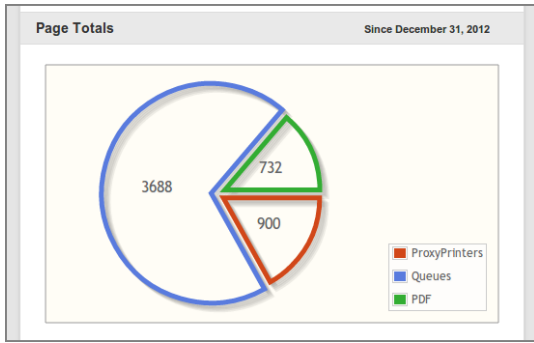 Page Totals Since December 31, 2012
732
3688
900
ProxyPrinters
Queues
PDF